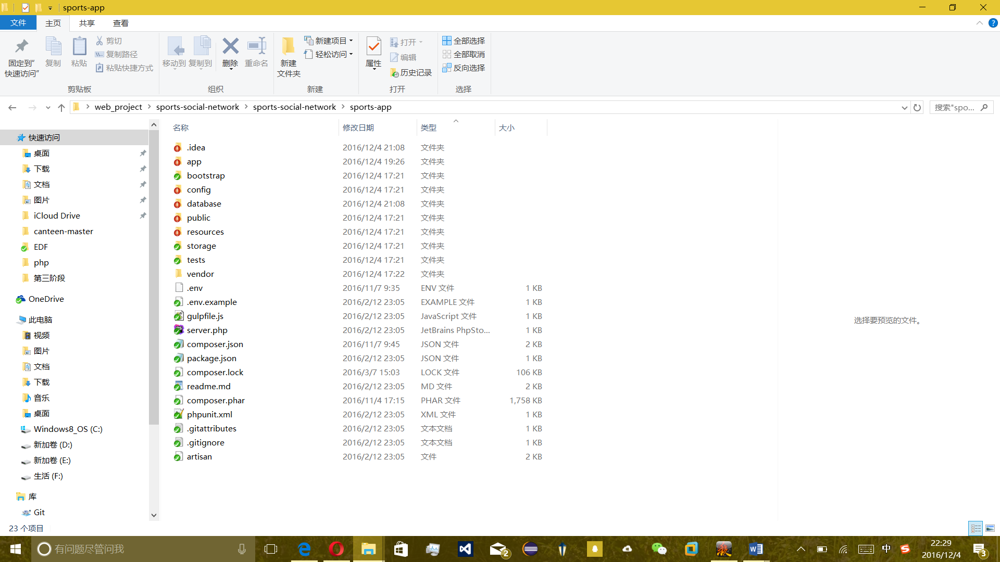 sports-app
文件 主页 共享 查看
固定到"快速访问"
复制
粘贴
剪切
复制路径
粘贴快捷方式
剪贴板
移动到 复制到
删除 重命名
组织
新建文件夹
新建项目
轻松访问
新建
属性
打开
编辑
历史记录
打开
全部选择
全部取消
反向选择
选择
web_project > sports-social-network > sports-social-network > sports-app
搜索"spo...
快速访问
桌面
下载
文档
图片
iCloud Drive
canteen-master
EDF
php
第三阶段
OneDrive
此电脑
视频
图片
文档
下载
音乐
桌面
Windows8_OS (C:)
新加卷 (D:)
新加卷 (E:)
生活 (F:)
库
Git
名称 修改日期 类型 大小
.idea 2016/12/4 21:08 文件夹
app 2016/12/4 19:26 文件夹
bootstrap 2016/12/4 17:21 文件夹
config 2016/12/4 17:21 文件夹
database 2016/12/4 21:08 文件夹
public 2016/12/4 17:21 文件夹
resources 2016/12/4 17:21 文件夹
storage 2016/12/4 17:21 文件夹
tests 2016/12/4 17:21 文件夹
vendor 2016/12/4 17:22 文件夹
.env 2016/11/7 9:35 ENV 文件 1 KB
.env.example 2016/2/12 23:05 EXAMPLE 文件 1 KB
gulpfile.js 2016/2/12 23:05 JavaScript 文件 1 KB
server.php 2016/2/12 23:05 JetBrains PhpSto... 1 KB
composer.json 2016/11/7 9:45 JSON 文件 2 KB
package.json 2016/2/12 23:05 JSON 文件 1 KB
composer.lock 2016/3/7 15:03 LOCK 文件 106 KB
readme.md 2016/2/12 23:05 MD 文件 2 KB
composer.phar 2016/11/4 17:15 PHAR 文件 1,758 KB
phpunit.xml 2016/2/12 23:05 XML 文件 1 KB
.gitattributes 2016/2/12 23:05 文本文档 1 KB
.gitignore 2016/2/12 23:05 文本文档 1 KB
artisan 2016/2/12 23:05 文件 2 KB
选择要预览的文件。
23 个项目
有问题尽管问我
2
中
22:29
2016/12/4
3